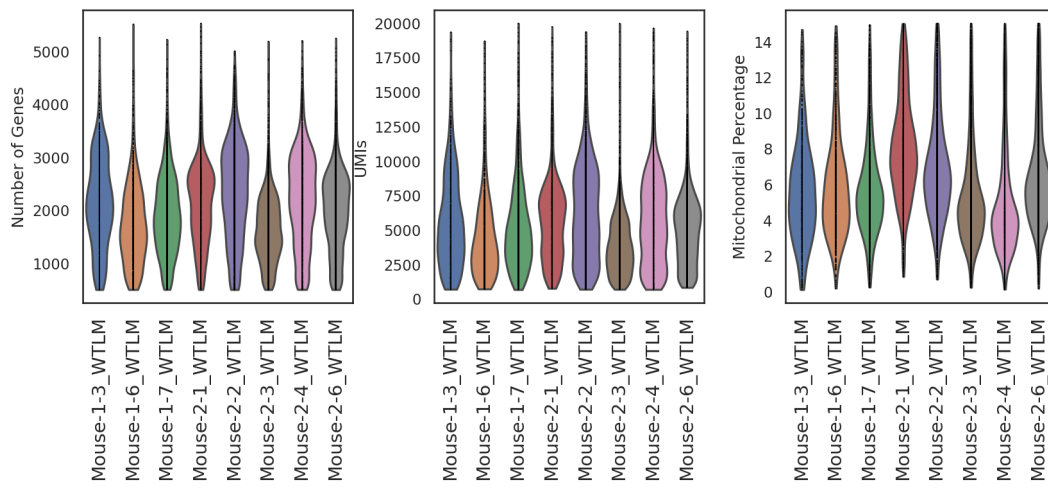 Number of Genes
5000
4000
3000
2000
1000
Mouse-1-3_WTLM
Mouse-1-6_WTLM
Mouse-1-7_WTLM
Mouse-2-1_WTLM
Mouse-2-2_WTLM
Mouse-2-3_WTLM
Mouse-2-4_WTLM
Mouse-2-6_WTLM
UMIs
20000
17500
15000
12500
10000
7500
5000
2500
0
Mouse-1-3_WTLM
Mouse-1-6_WTLM
Mouse-1-7_WTLM
Mouse-2-1_WTLM
Mouse-2-2_WTLM
Mouse-2-3_WTLM
Mouse-2-4_WTLM
Mouse-2-6_WTLM
Mitochondrial Percentage
14
12
10
8
6
4
2
0
Mouse-1-3_WTLM
Mouse-1-6_WTLM
Mouse-1-7_WTLM
Mouse-2-1_WTLM
Mouse-2-2_WTLM
Mouse-2-3_WTLM
Mouse-2-4_WTLM
Mouse-2-6_WTLM